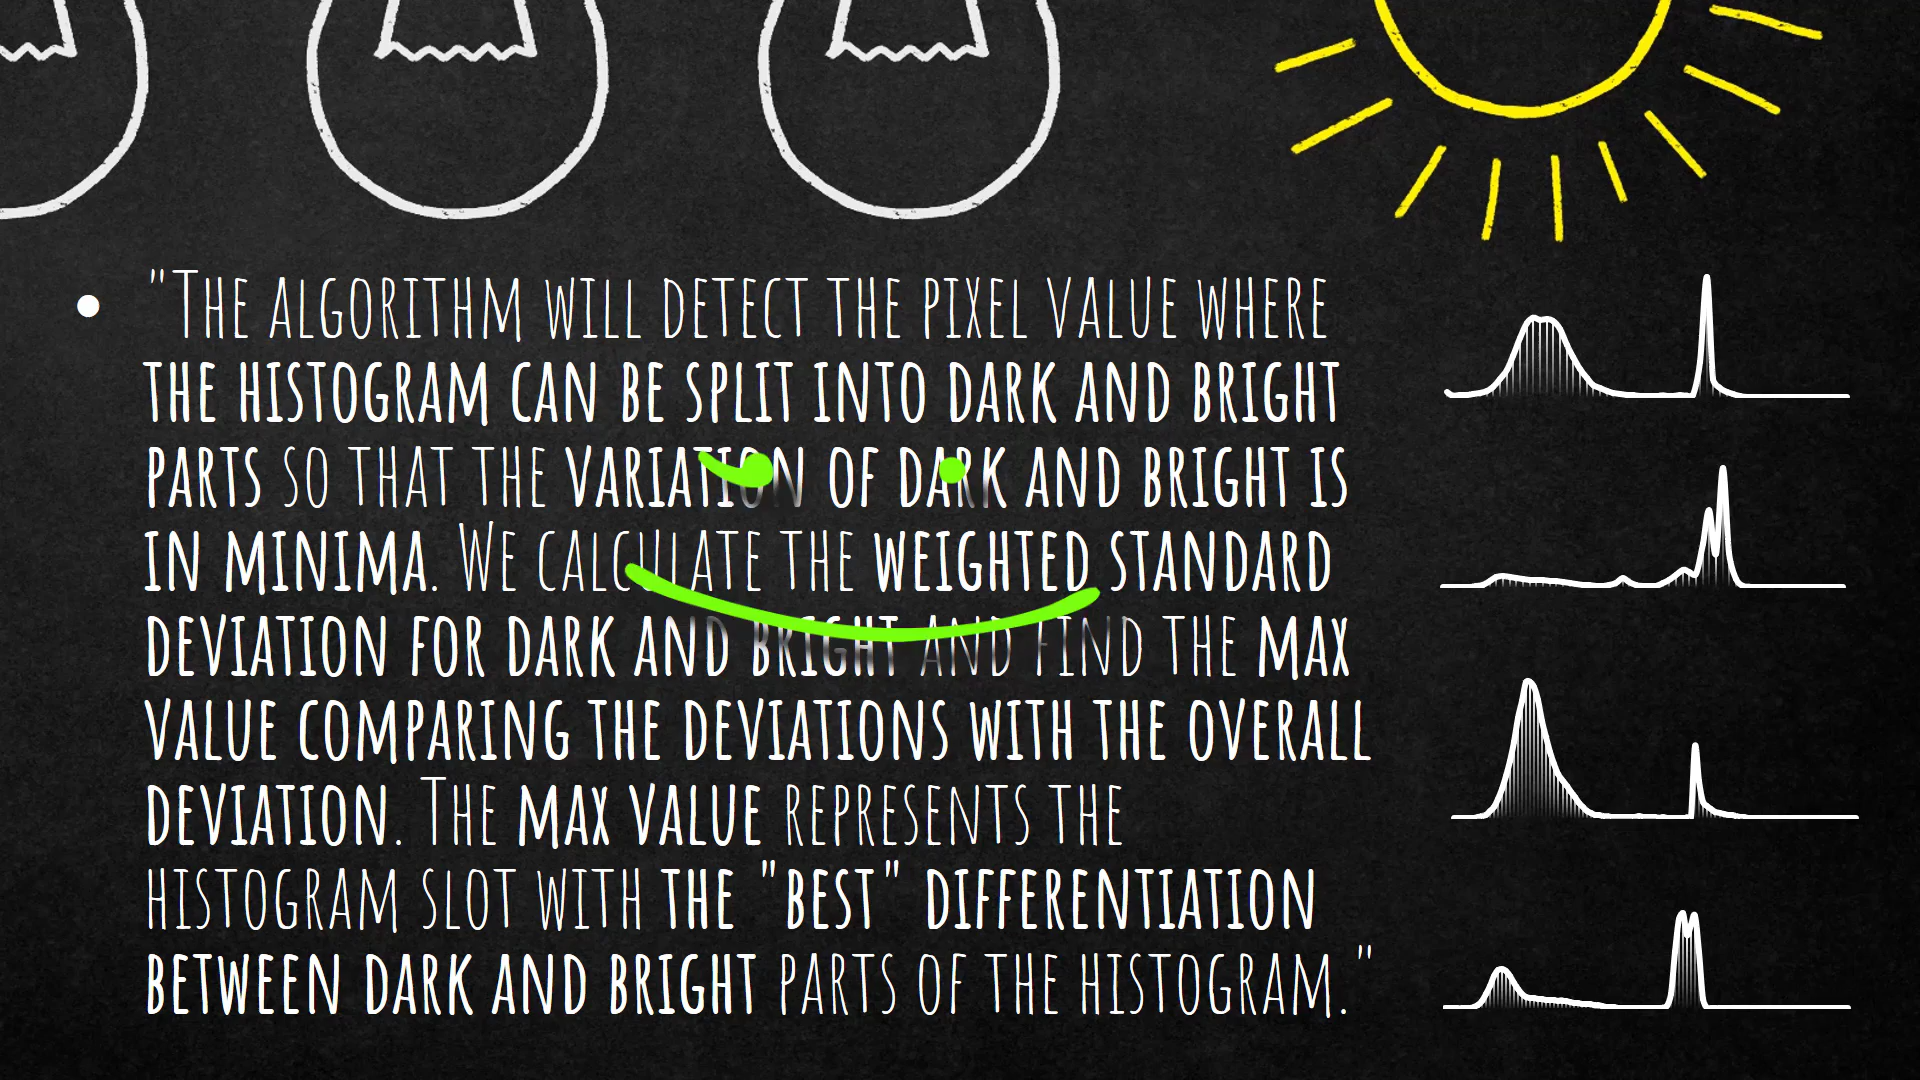 • "The algorithm will detect the pixel value where
the histogram can be split into dark and bright
parts so that the variation of dark and bright is
in minima. We calculate the weighted standard
deviation for dark and bright and find the max
value comparing the deviations with the overall
deviation. The max value represents the
histogram slot with the "best" differentiation
between dark and bright parts of the histogram."